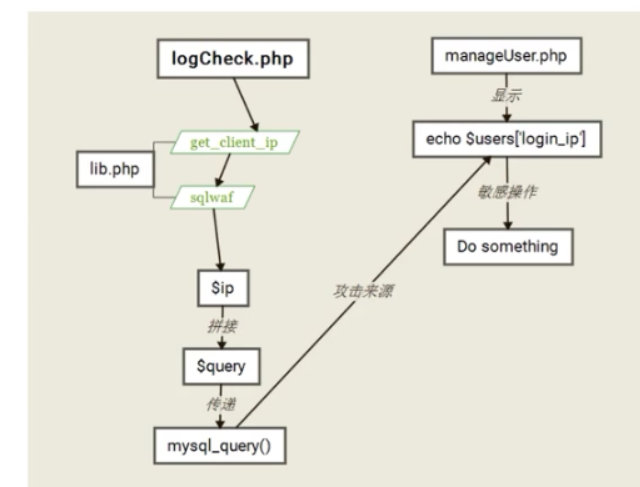 logCheck.php
get_client_ip
lib.php
sqlwaf
$ip
拼接
$query
传递
mysql_query()
攻击来源
manageUser.php
显示
echo $users['login_ip']
敏感操作
Do something